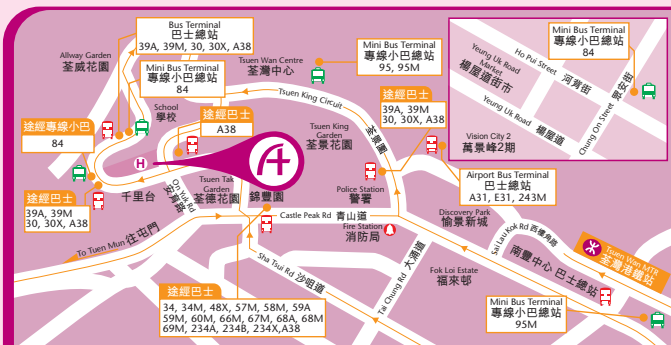 Bus Terminal
巴士總站
39A, 39M, 30, 30X, A38
Allway Garden
荃威花園
Mini Bus Terminal
專線小巴總站
84
School
學校
途經巴士
A38
途經專線小巴
84
H
途經巴士
39A, 39M
30, 30X, A38
千里台
On Yuk Rd
安育路
To Tuen Mun 往屯門
Tsuen Wan Centre
荃灣中心
Mini Bus Terminal
專線小巴總站
95, 95M
Tsuen King Circuit
荃景圍
Tsuen King
Garden
荃景花園
途經巴士
39A, 39M
30, 30X, A38
Tsuen Tak
Garden
荃德花園
錦豐園
Police Station
警署
Castle Peak Rd 青山道
Fire Station
消防局
Sha Tsui Rd 沙咀道
途經巴士
34, 34M, 48X, 57M, 58M, 59A
59M, 60M, 66M, 67M, 68A, 68M
69M, 234A, 234B, 234X,A38
Tai Chung Rd 大涌道
Airport Bus Terminal
巴士總站
A31, E31, 243M
Discovery Park
愉景新城
Fok Loi Estate
福來邨
Sai Lau Kok Rd 西樓角路
南豐中心 巴士總站
Tsuen Wan MTR
荃灣港鐵站
Mini Bus Terminal
專線小巴總站
95M
Yeung Uk Road
Market
楊屋道街市
Ho Pui Street 河背街
Mini Bus Terminal
專線小巴總站
84
Yeung Uk Road 楊屋道
Chung On Street 眾安街
Vision City 2
萬景峰2期